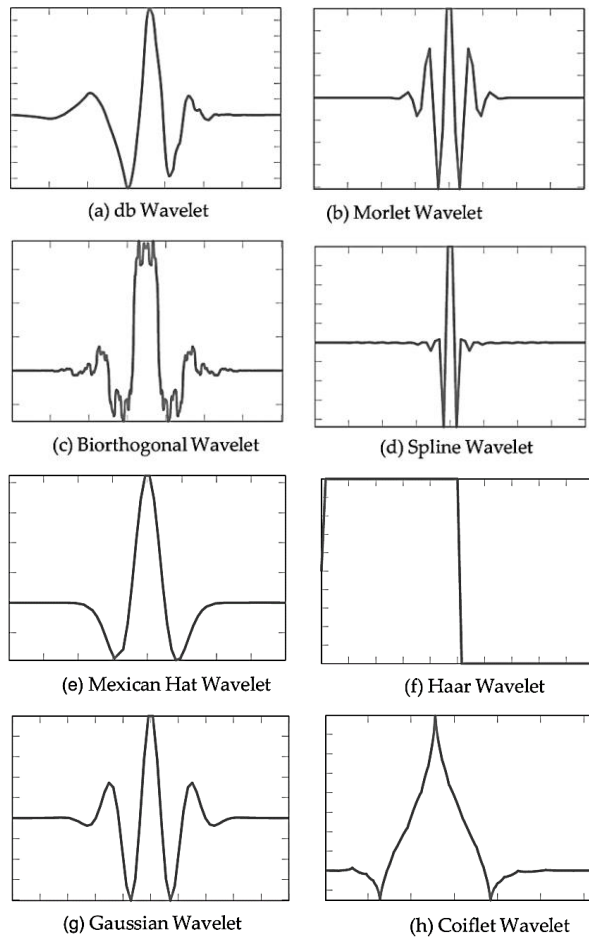 (a) db Wavelet
(b) Morlet Wavelet
(c) Biorthogonal Wavelet
(d) Spline Wavelet
(e) Mexican Hat Wavelet
(f) Haar Wavelet
(g) Gaussian Wavelet
(h) Coiflet Wavelet